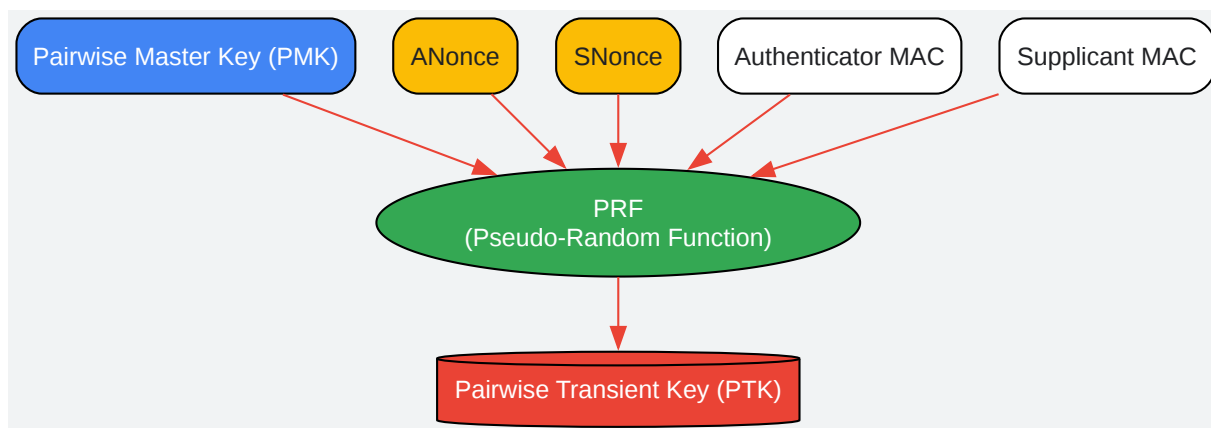 Pairwise Master Key (PMK)
ANonce
SNonce
Authenticator MAC
Supplicant MAC
PRF
(Pseudo-Random Function)
Pairwise Transient Key (PTK)